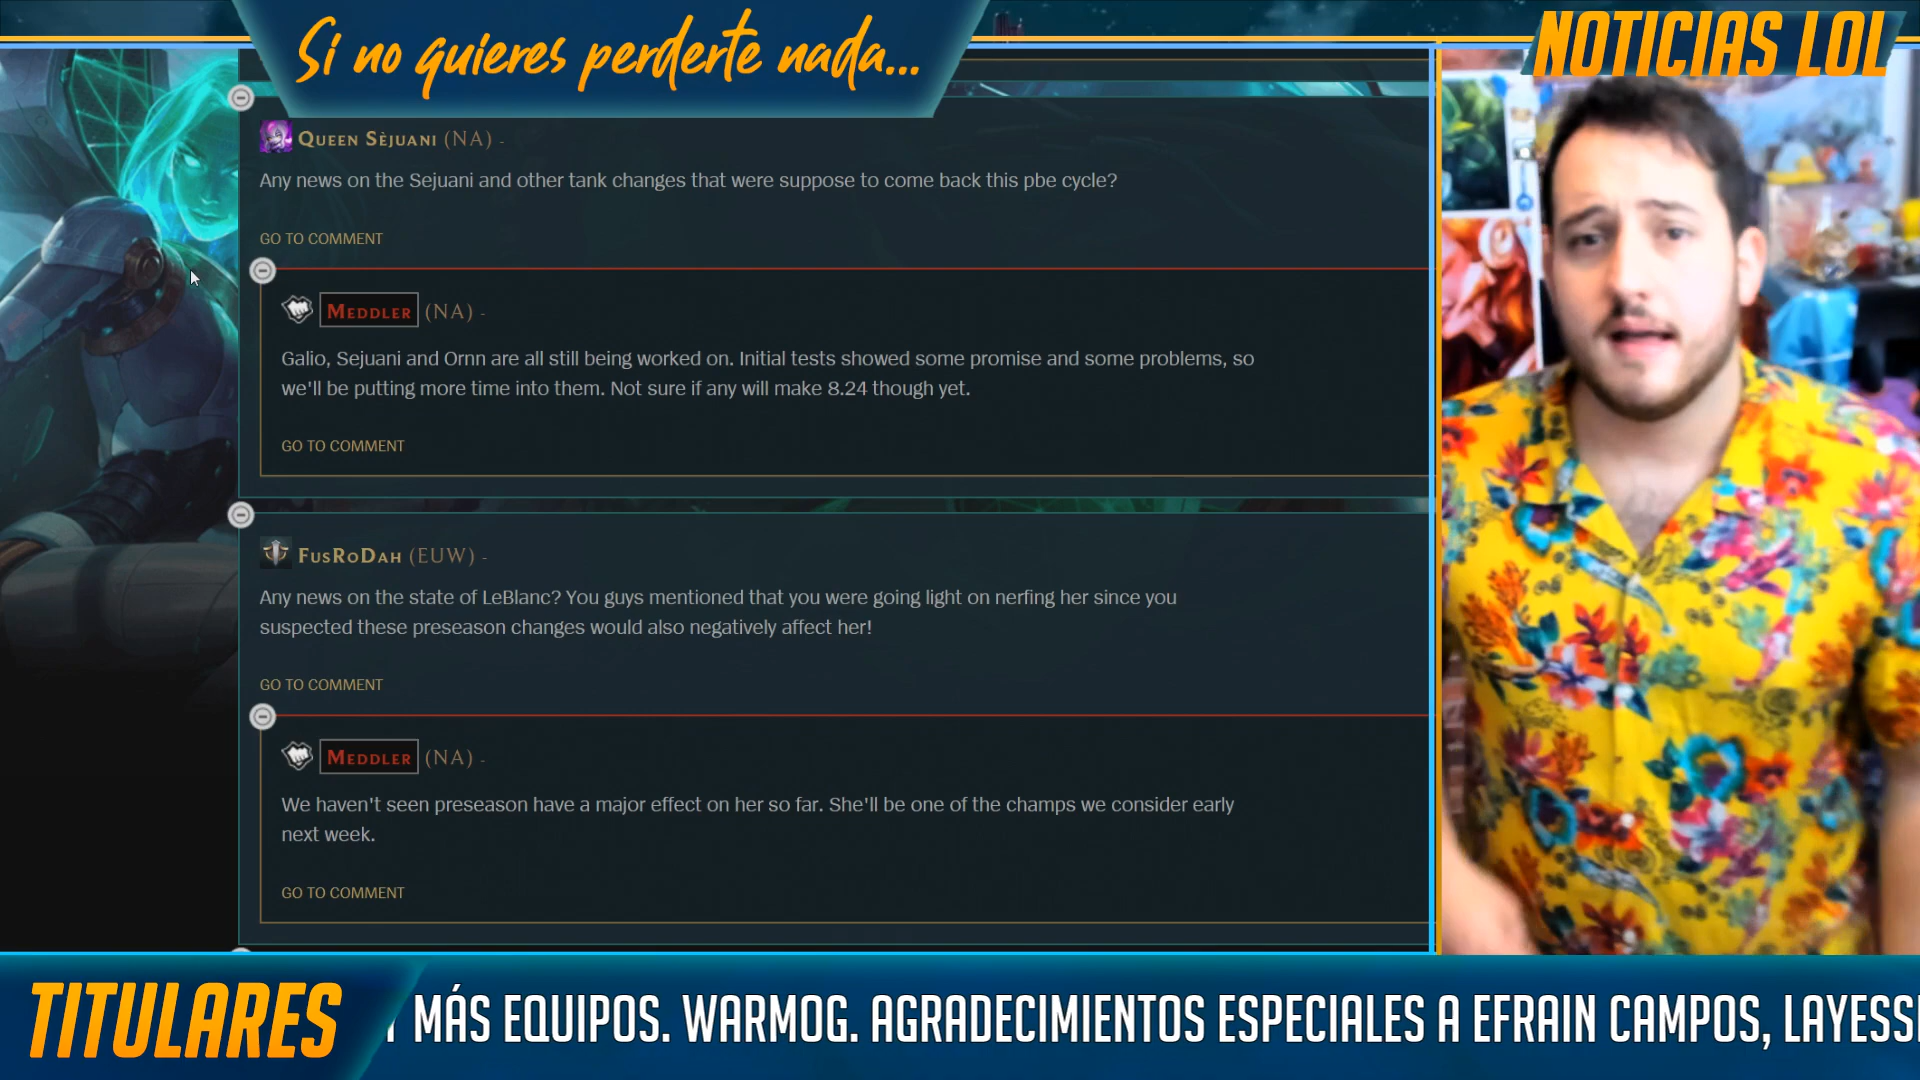 Si no quieres perderte nada...
NOTICIAS LOL
QUEEN SÈJUANI (NA) -
Any news on the Sejuani and other tank changes that were suppose to come back this pbe cycle?
GO TO COMMENT
MEDDLER (NA) -
Galio, Sejuani and Ornn are all still being worked on. Initial tests showed some promise and some problems, so
we'll be putting more time into them. Not sure if any will make 8.24 though yet.
GO TO COMMENT
FUSRODAH (EUW) -
Any news on the state of LeBlanc? You guys mentioned that you were going light on nerfing her since you
suspected these preseason changes would also negatively affect her!
GO TO COMMENT
MEDDLER (NA) -
We haven't seen preseason have a major effect on her so far. She'll be one of the champs we consider early
next week.
GO TO COMMENT
TITULARES
Y MÁS EQUIPOS. WARMOG. AGRADECIMIENTOS ESPECIALES A EFRAIN CAMPOS,